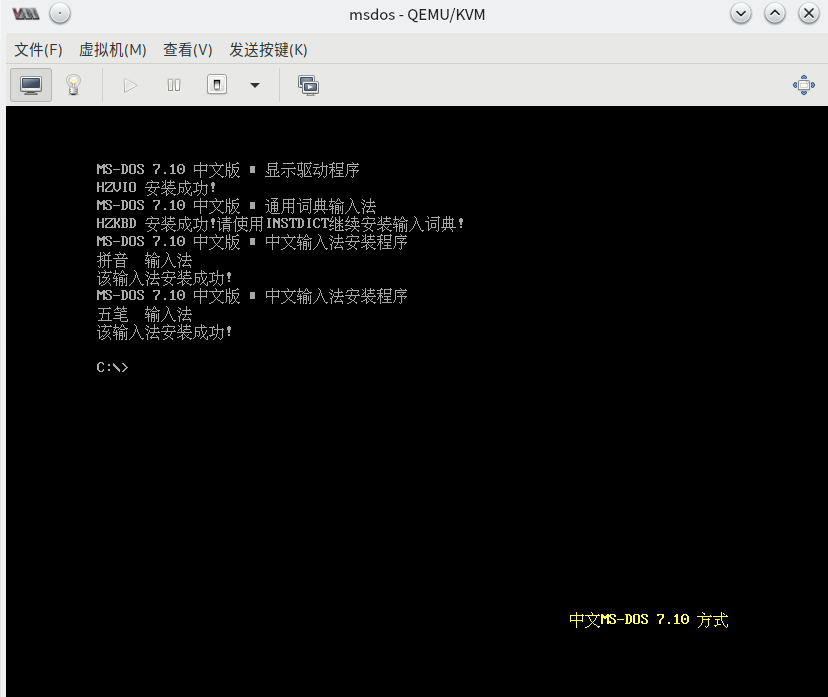 msdos - QEMU/KVM
文件(F) 虚拟机(M) 查看(V) 发送按键(K)
MS-DOS 7.10 中文版 ▪ 显示驱动程序
HZVIO 安装成功!
MS-DOS 7.10 中文版 ▪ 通用词典输入法
HZKBD 安装成功!请使用INSTDICT继续安装输入词典!
MS-DOS 7.10 中文版 ▪ 中文输入法安装程序
拼音 输入法
该输入法安装成功!
MS-DOS 7.10 中文版 ▪ 中文输入法安装程序
五笔 输入法
该输入法安装成功!
C:\>
中文MS-DOS 7.10 方式